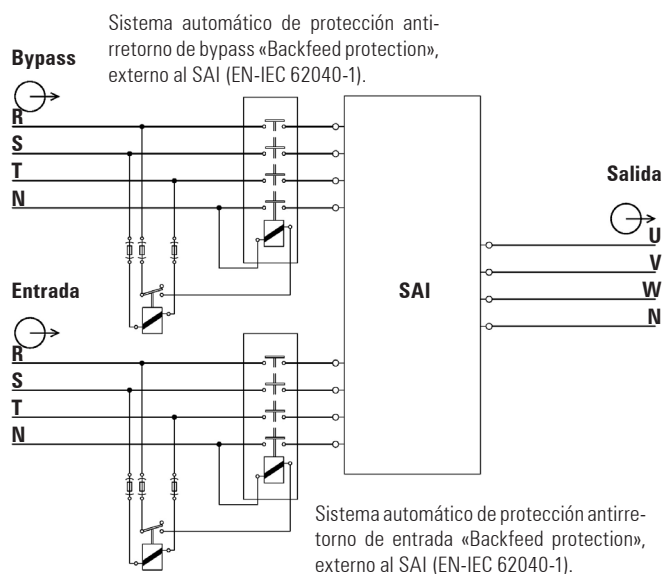 Sistema automático de protección anti-
rretorno de bypass «Backfeed protection»,
externo al SAI (EN-IEC 62040-1).
Bypass
R
S
T
N
SAI
Salida
U
V
W
N
Entrada
R
S
T
N
Sistema automático de protección antirre-
torno de entrada «Backfeed protection»,
externo al SAI (EN-IEC 62040-1).